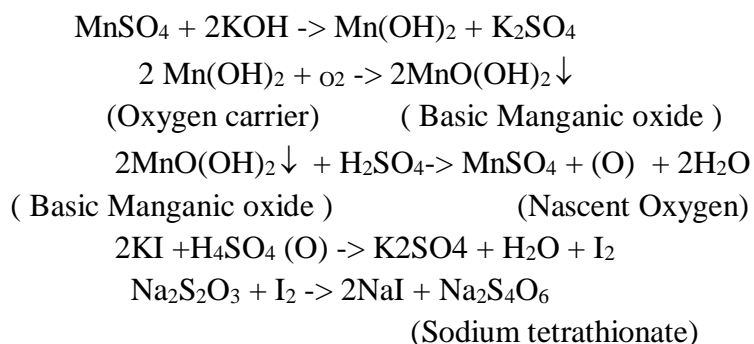 MnSO₄ + 2KOH -> Mn(OH)₂ + K₂SO₄
2 Mn(OH)₂ + O2 -> 2MnO(OH)₂↓
(Oxygen carrier) ( Basic Manganic oxide )
2MnO(OH)₂↓ + H₂SO₄-> MnSO₄ + (O) + 2H₂O
( Basic Manganic oxide ) (Nascent Oxygen)
2KI +H₄SO₄ (O) -> K2SO4 + H₂O + I₂
Na₂S₂O₃ + I₂ -> 2NaI + Na₂S₄O₆
(Sodium tetrathionate)